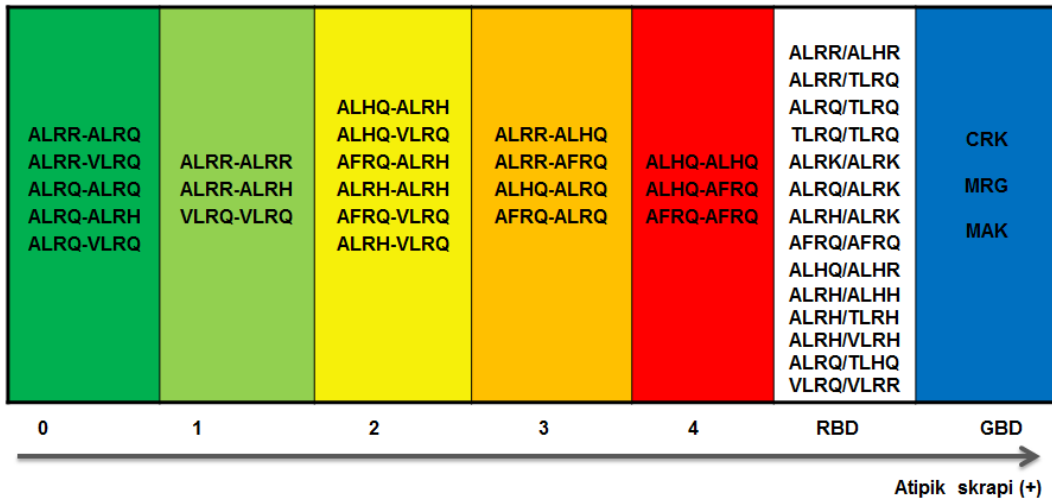 ALRR-ALRQ
ALRR-VLRQ
ALRQ-ALRQ
ALRQ-ALRH
ALRQ-VLRQ
ALRR-ALRR
ALRR-ALRH
VLRQ-VLRQ
ALHQ-ALRH
ALHQ-VLRQ
AFRQ-ALRH
ALRH-ALRH
AFRQ-VLRQ
ALRH-VLRQ
ALRR-ALHQ
ALRR-AFRQ
ALHQ-ALRQ
AFRQ-ALRQ
ALHQ-ALHQ
ALHQ-AFRQ
AFRQ-AFRQ
ALRR/ALHR
ALRR/TLRQ
ALRQ/TLRQ
TLRQ/TLRQ
ALRK/ALRK
ALRQ/ALRK
ALRH/ALRK
AFRQ/AFRQ
ALHQ/ALHR
ALRH/ALHH
ALRH/TLRH
ALRH/VLRH
ALRQ/TLHQ
VLRQ/VLRR
CRK
MRG
MAK
0 1 2 3 4 RBD GBD
Atipik skrapi (+)